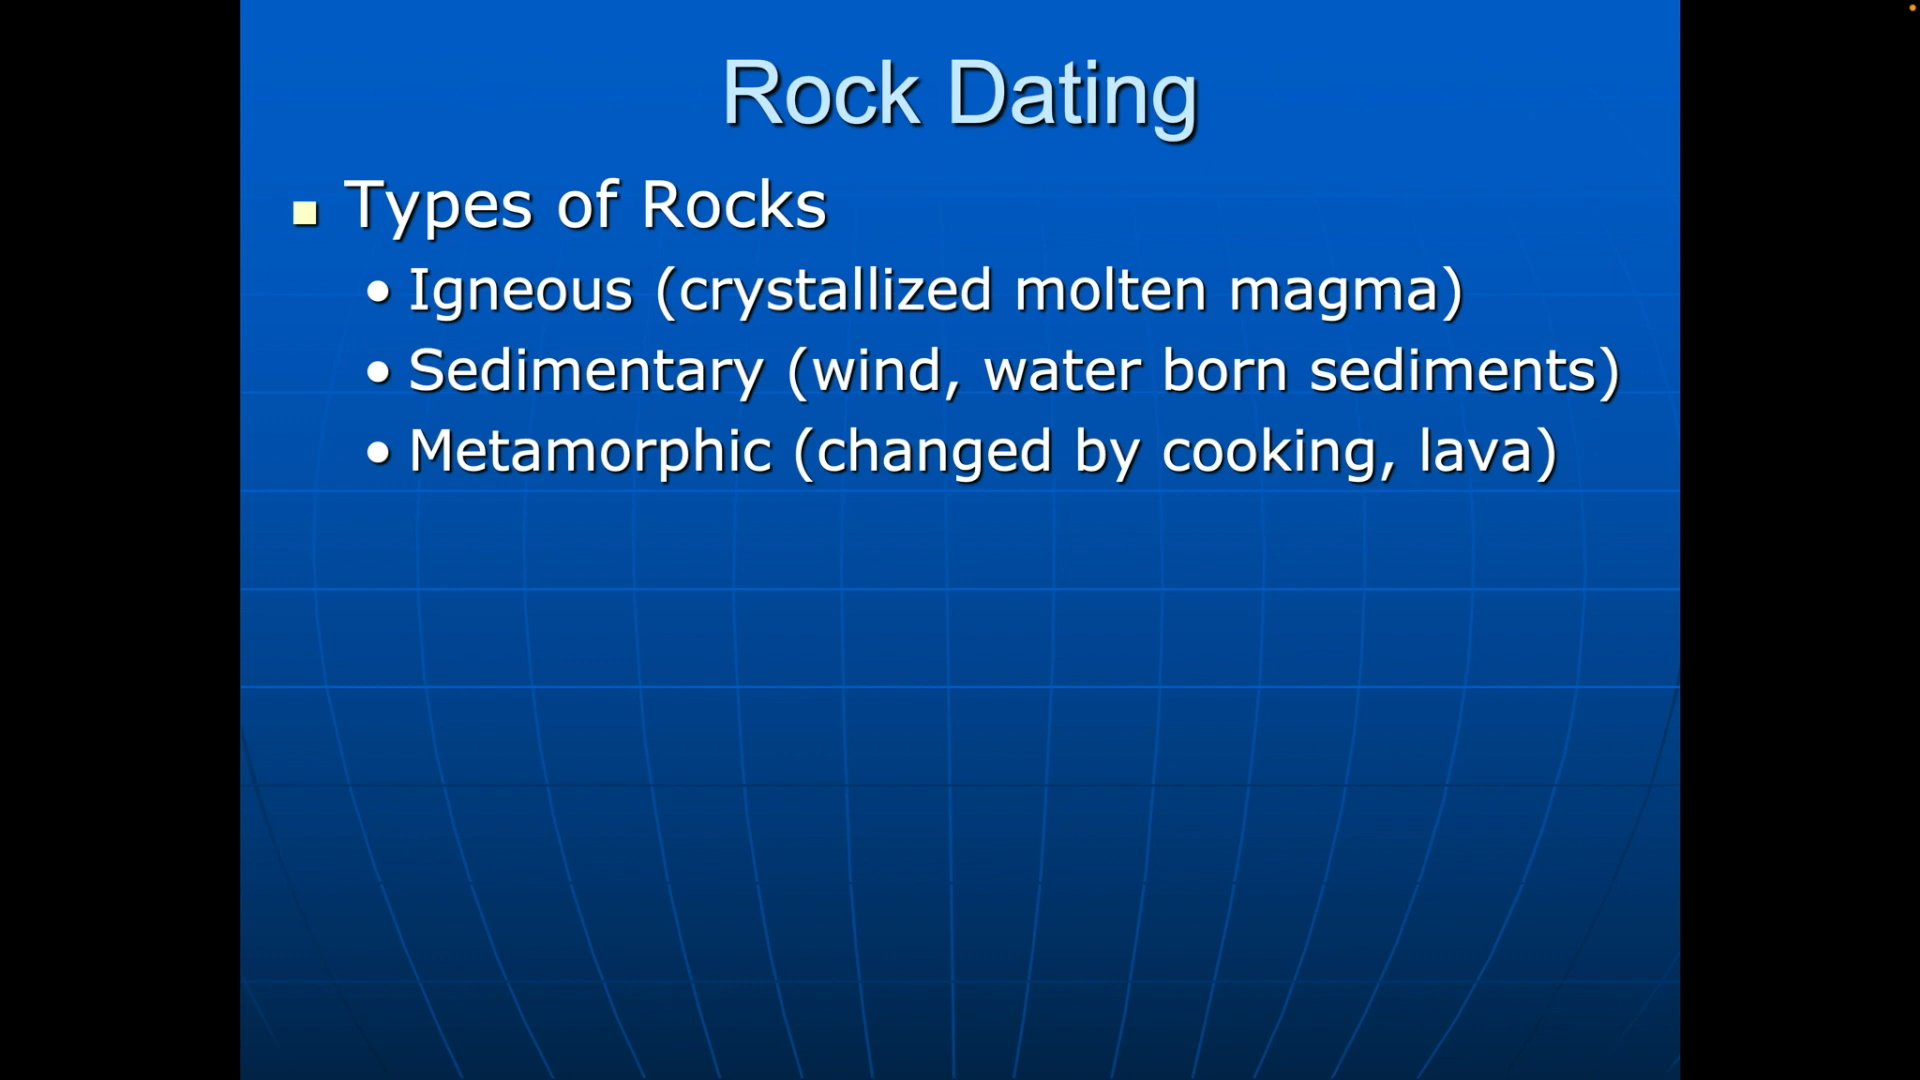 Rock Dating
Types of Rocks
• Igneous (crystallized molten magma)
• Sedimentary (wind, water born sediments)
• Metamorphic (changed by cooking, lava)